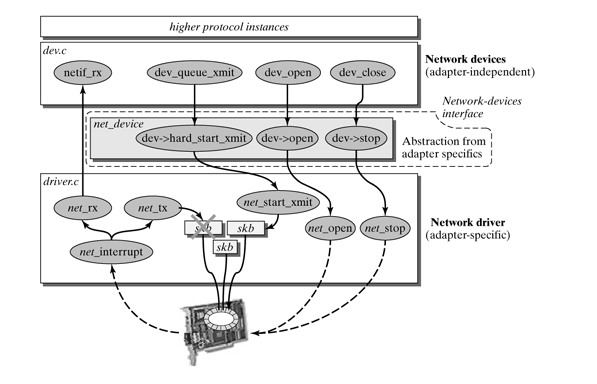 higher protocol instances
dev.c
netif_rx
dev_queue_xmit
dev_open
dev_close
Network devices
(adapter-independent)
Network-devices
interface
net_device
dev->hard_start_xmit
dev->open
dev->stop
Abstraction from
adapter specifics
driver.c
net_rx
net_tx
net_start_xmit
skb
skb
skb
net_open
net_stop
Network driver
(adapter-specific)
net_interrupt